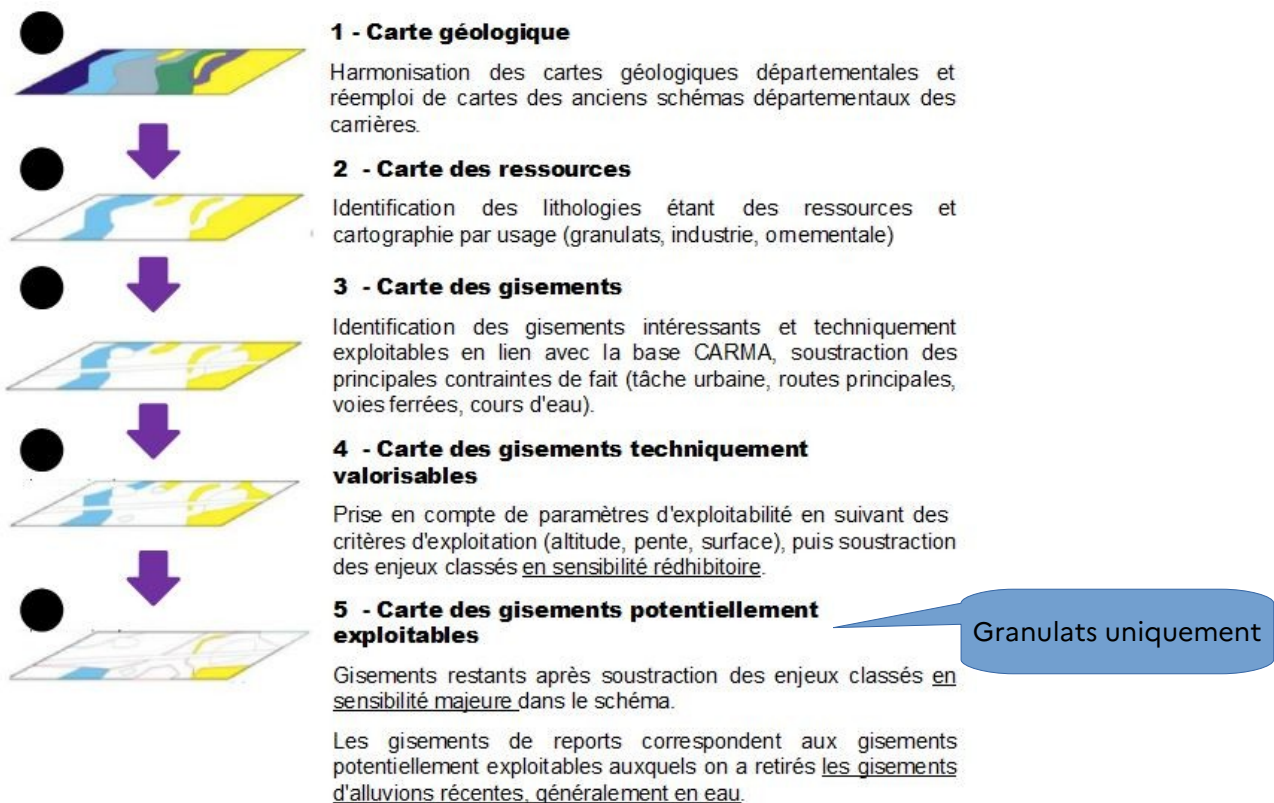 1 - Carte géologique
Harmonisation des cartes géologiques départementales et
réemploi de cartes des anciens schémas départementaux des
carrières.
2 - Carte des ressources
Identification des lithologies étant des ressources et
cartographie par usage (granulats, industrie, ornementale)
3 - Carte des gisements
Identification des gisements intéressants et techniquement
exploitables en lien avec la base CARMA, soustraction des
principales contraintes de fait (tâche urbaine, routes principales,
voies ferrées, cours d'eau).
4 - Carte des gisements techniquement
valorisables
Prise en compte de paramètres d'exploitabilité en suivant des
critères d'exploitation (altitude, pente, surface), puis soustraction
des enjeux classés en sensibilité rédhibitoire.
5 - Carte des gisements potentiellement
exploitables
Granulats uniquement
Gisements restants après soustraction des enjeux classés en
sensibilité majeure dans le schéma.
Les gisements de reports correspondent aux gisements
potentiellement exploitables auxquels on a retirés les gisements
d'alluvions récentes, généralement en eau.